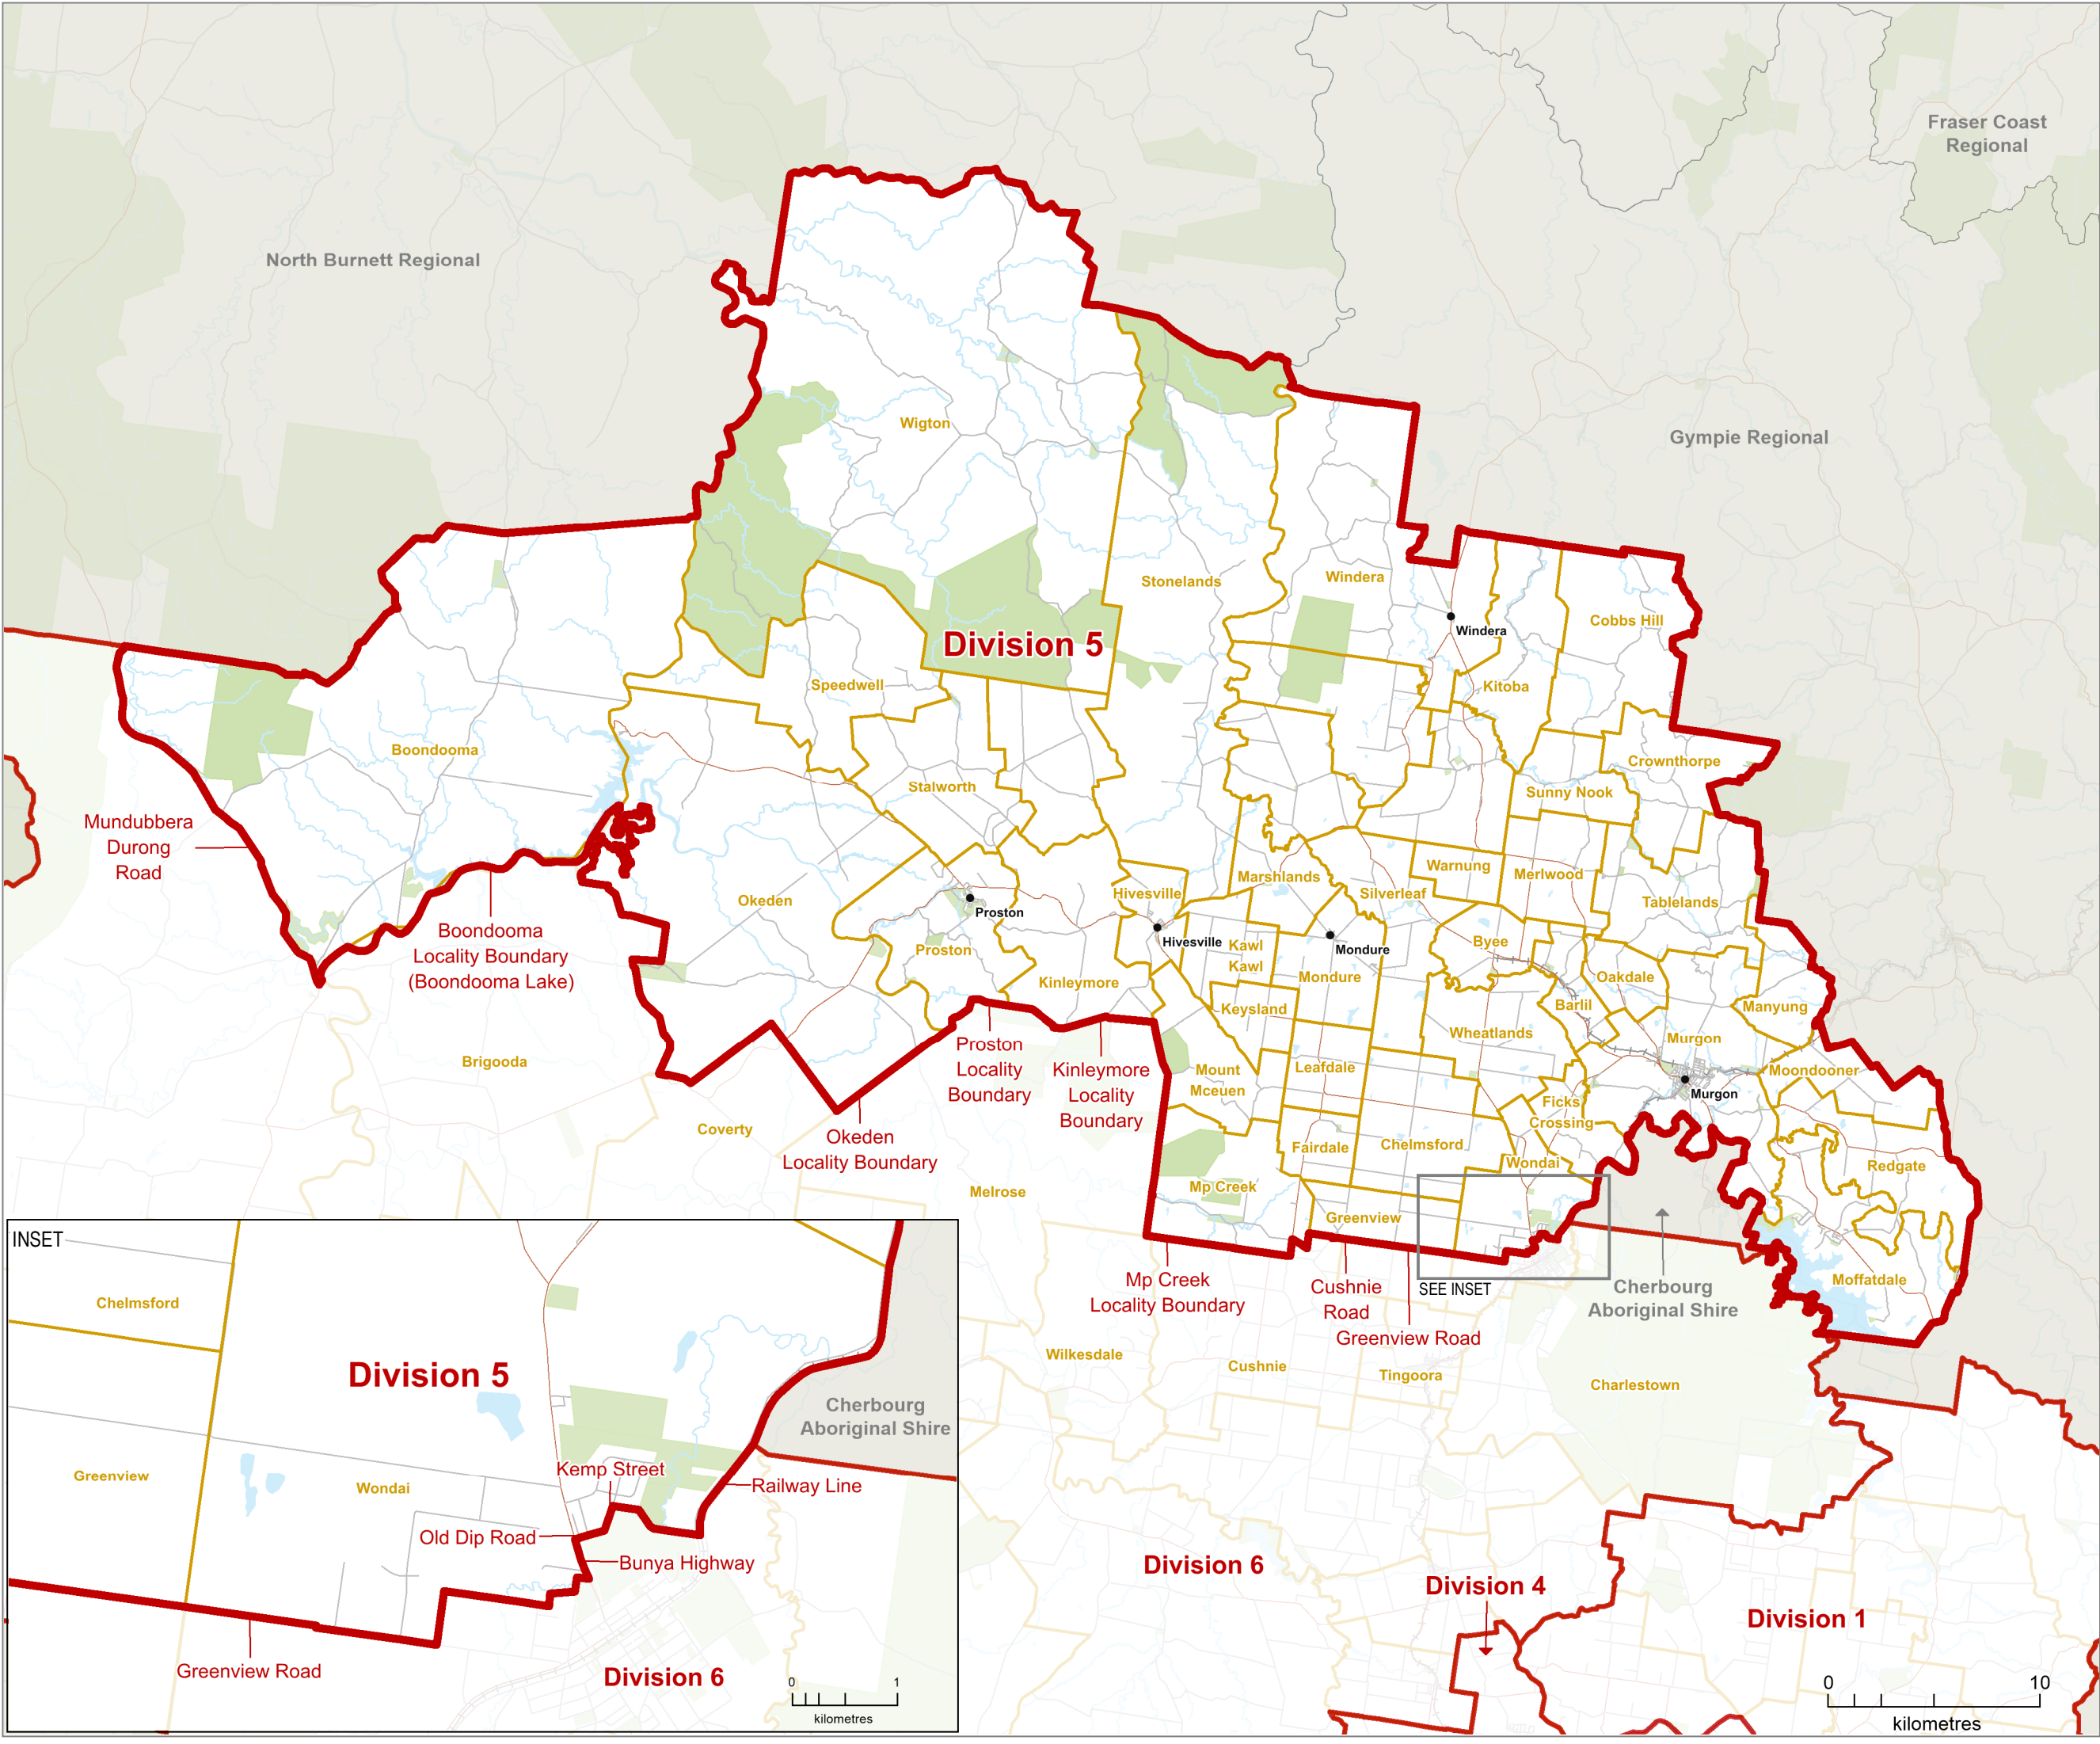 Fraser Coast
Regional
North Burnett Regional
Gympie Regional
Wigton
Stonelands
Windera
Windera
Cobbs Hill
Division 5
Speedwell
Kitoba
Boondooma
Crownthorpe
Stalworth
Sunny Nook
Mundubbera
Durong
Road
Warnung
Merlwood
Marshlands
Hivesville
Silverleaf
Okeden
Tablelands
Proston
Boondooma
Locality Boundary
(Boondooma Lake)
Hivesville
Kawl
Kawl
Mondure
Byee
Proston
Kinleymore
Mondure
Oakdale
Keysland
Barlil
Manyung
Wheatlands
Murgon
Proston
Locality
Boundary
Kinleymore
Locality
Boundary
Brigooda
Mount
Mceuen
Leafdale
Moondooner
Murgon
Ficks
Crossing
Coverty
Okeden
Locality Boundary
Fairdale
Chelmsford
Wondai
Redgate
Melrose
Mp Creek
Greenview
INSET
Mp Creek
Locality Boundary
Cushnie
Road
Greenview Road
SEE INSET
Cherbourg
Aboriginal Shire
Moffatdale
Wilkesdale
Cushnie
Tingoora
Charlestown
Chelmsford
Division 5
Cherbourg
Aboriginal Shire
Greenview
Wondai
Kemp Street
Railway Line
Old Dip Road
Bunya Highway
Greenview Road
Division 6
0 1
kilometres
Division 6
Division 4
Division 1
0 10
kilometres